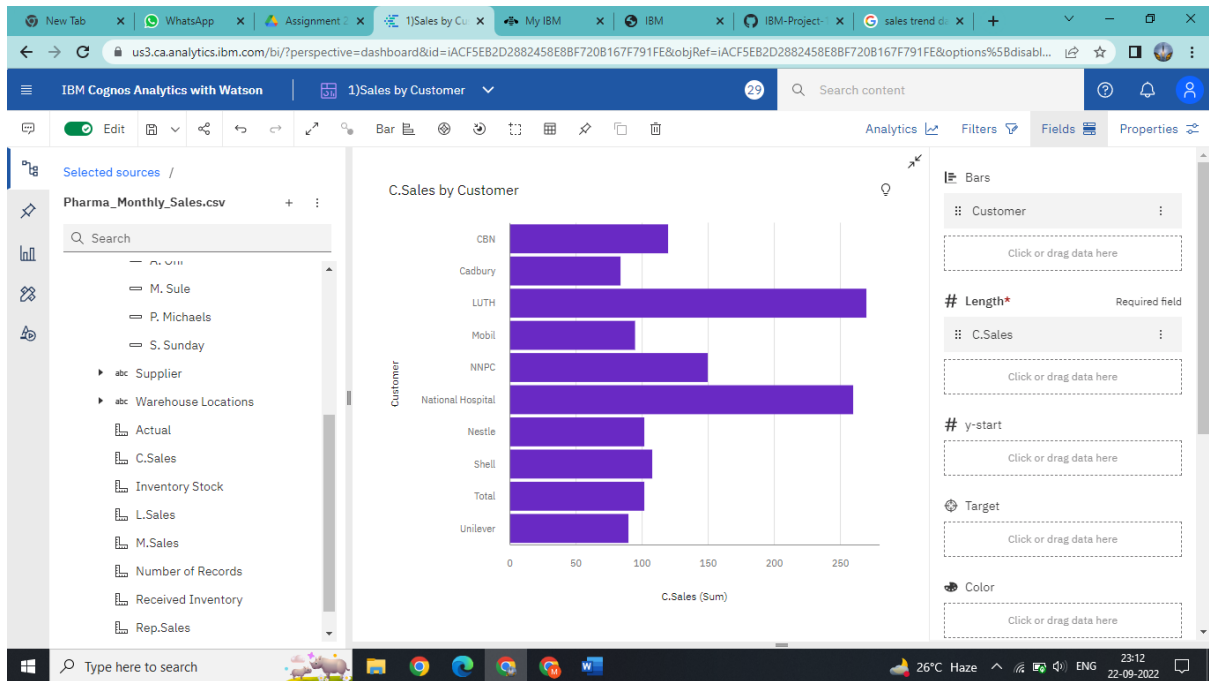 New Tab
WhatsApp
Assignment 2
1)Sales by Cu
My IBM
IBM
IBM-Project-1
sales trend da
us3.ca.analytics.ibm.com/bi/?perspective=dashboard&id=iACF5EB2D2882458E8BF720B167F791FE&objRef=iACF5EB2D2882458E8BF720B167F791FE&options%5Bdisabl...
IBM Cognos Analytics with Watson
1)Sales by Customer
29
Search content
Edit
Bar
Analytics
Filters
Fields
Properties
Selected sources /
Pharma_Monthly_Sales.csv
Search
M. Sule
P. Michaels
S. Sunday
abc Supplier
abc Warehouse Locations
Actual
C.Sales
Inventory Stock
L.Sales
M.Sales
Number of Records
Received Inventory
Rep.Sales
C.Sales by Customer
Customer
CBN
Cadbury
LUTH
Mobil
NNPC
National Hospital
Nestle
Shell
Total
Unilever
0 50 100 150 200 250
C.Sales (Sum)
Bars
Customer
Click or drag data here
# Length* Required field
C.Sales
Click or drag data here
# y-start
Click or drag data here
Target
Click or drag data here
Color
Click or drag data here
Type here to search
26°C Haze
ENG
23:12
22-09-2022